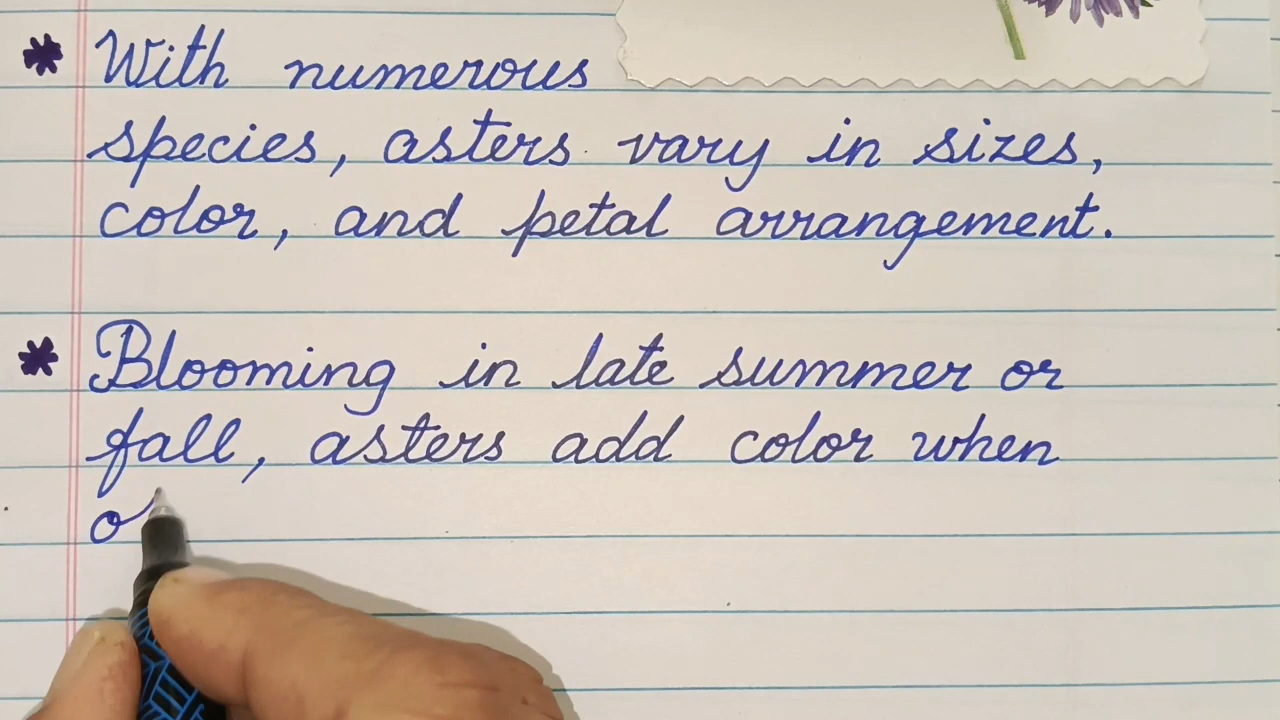 With numerous
species, asters vary in sizes,
color, and petal arrangement.
Blooming in late summer or
fall, asters add color when
o